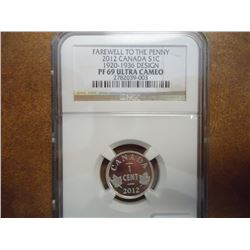 FAREWELL TO THE PENNY
2012 CANADA S1C
1920-1936 DESIGN
PF 69 ULTRA CAMEO
2782039-003
CANADA
1
CENT
2012